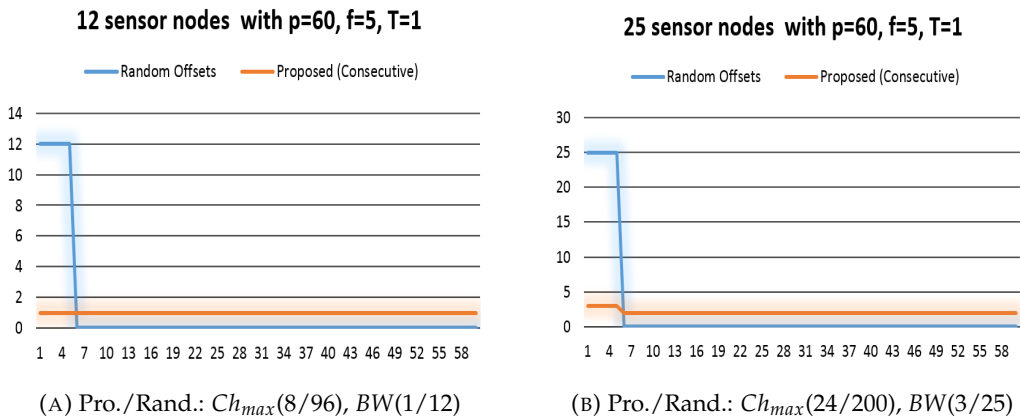 12 sensor nodes with p=60, f=5, T=1
Random Offsets
Proposed (Consecutive)
14
12
10
8
6
4
2
0
1 4 7 10 13 16 19 22 25 28 31 34 37 40 43 46 49 52 55 58
(A) Pro./Rand.: Ch_max(8/96), BW(1/12)
25 sensor nodes with p=60, f=5, T=1
Random Offsets
Proposed (Consecutive)
30
25
20
15
10
5
0
1 4 7 10 13 16 19 22 25 28 31 34 37 40 43 46 49 52 55 58
(B) Pro./Rand.: Ch_max(24/200), BW(3/25)